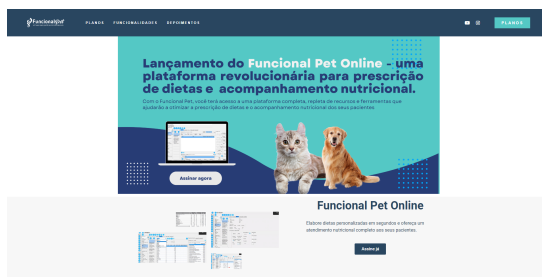 FuncionalVet
PLANOS FUNCIONALIDADES DEPOIMENTOS
PLANOS
Lançamento do Funcional Pet Online - uma
plataforma revolucionária para prescrição
de dietas e acompanhamento nutricional.
Com o Funcional Pet, você terá acesso a uma plataforma completa, repleta de recursos e ferramentas que
ajudarão a otimizar a prescrição de dietas e o acompanhamento nutricional dos seus pacientes
Assinar agora
Funcional Pet Online
Elabore dietas personalizadas em segundos e ofereça um
atendimento nutricional completo aos seus pacientes.
Assine já